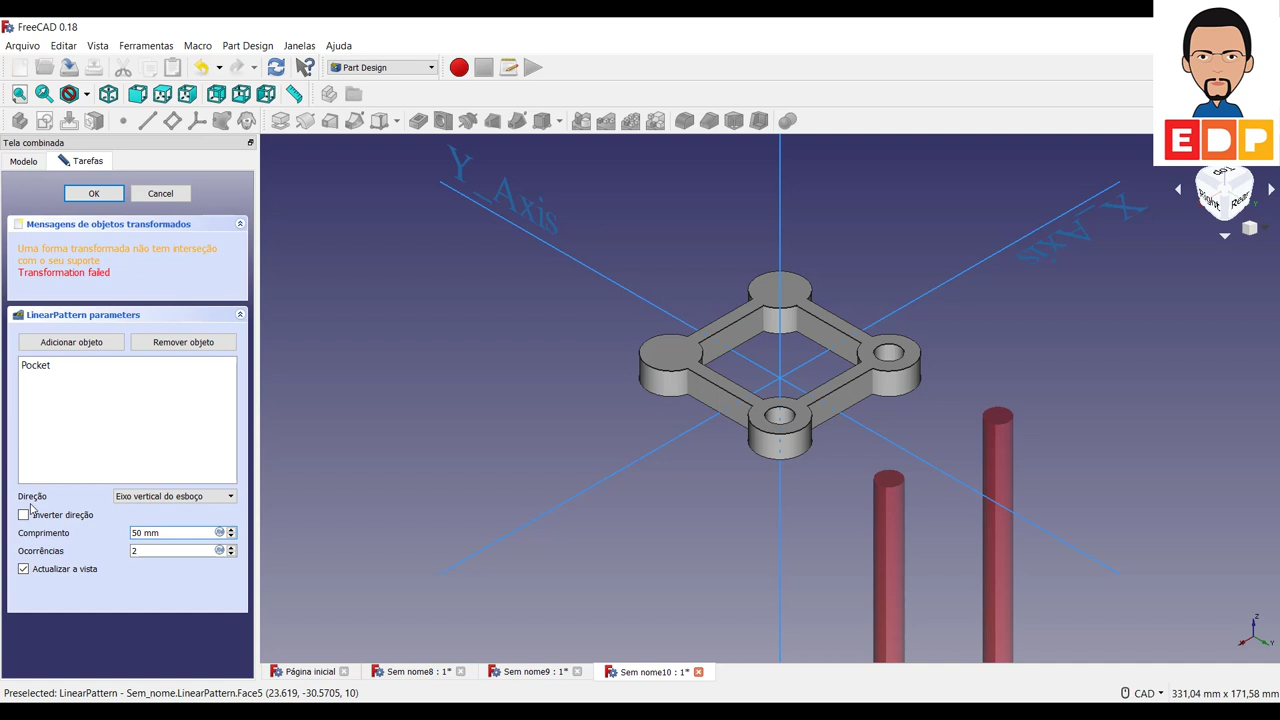 FreeCAD 0.18
Arquivo Editar Vista Ferramentas Macro Part Design Janelas Ajuda
Part Design
Tela combinada
Modelo Tarefas
OK Cancel
Mensagens de objetos transformados
Uma forma transformada não tem interseção
com o seu suporte
Transformation failed
LinearPattern parameters
Adicionar objeto Remover objeto
Pocket
Direção Eixo vertical do esboço
Inverter direção
Comprimento 50 mm
Ocorrências 2
Actualizar a vista
Y_Axis
X_Axis
EDP
Top
Right Rear
Z
X Y
Página inicial Sem nome8 : 1* Sem nome9 : 1* Sem nome10 : 1*
Preselected: LinearPattern - Sem_nome.LinearPattern.Face5 (23.619, -30.5705, 10) CAD 331,04 mm x 171,58 mm